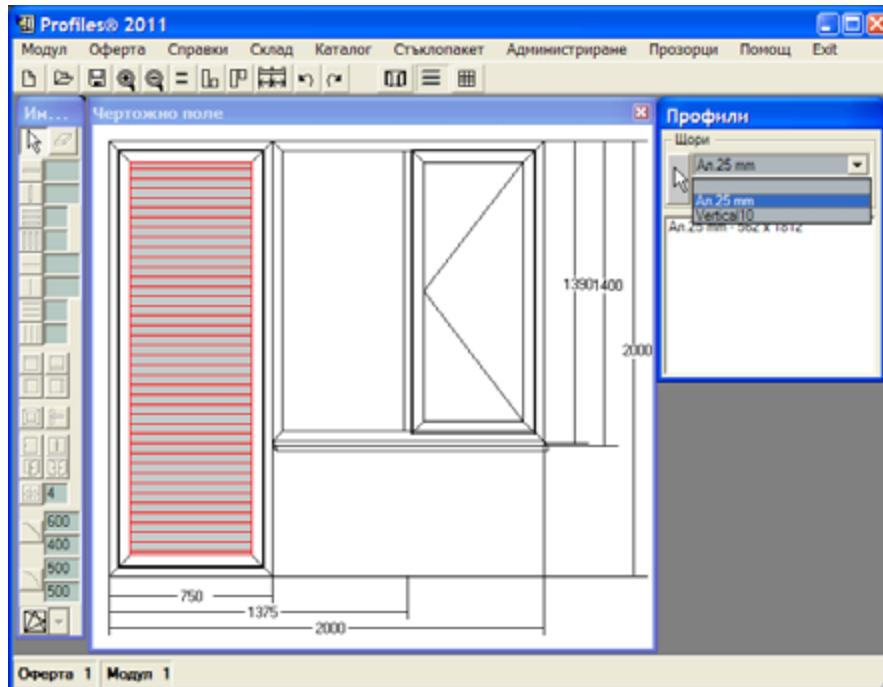 Profiles® 2011
Модул Оферта Справки Склад Каталог Стъклопакет Администриране Прозорци Помощ Exit
Ин...
Чертожно поле
Профили
Щори
Ал.25 mm
Ал.25 mm
Vertical10
Ал.25 mm - 562 x 1812
1390
1400
2000
4
600
400
500
500
750
1375
2000
Оферта 1 Модул 1